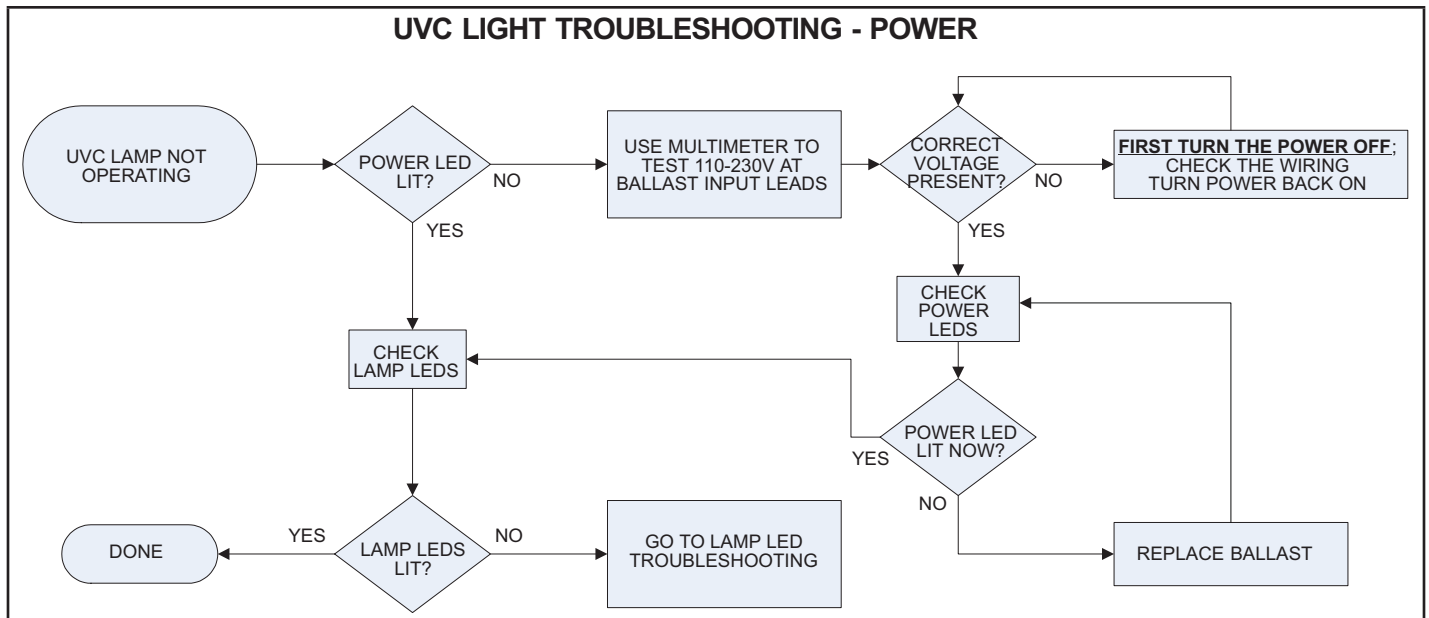 UVC LIGHT TROUBLESHOOTING - POWER
UVC LAMP NOT
OPERATING
POWER LED
LIT?
NO
YES
USE MULTIMETER TO
TEST 110-230V AT
BALLAST INPUT LEADS
CORRECT
VOLTAGE
PRESENT?
NO
YES
FIRST TURN THE POWER OFF;
CHECK THE WIRING
TURN POWER BACK ON
CHECK
POWER
LEDS
CHECK
LAMP LEDS
POWER LED
LIT NOW?
YES
NO
REPLACE BALLAST
LAMP LEDS
LIT?
YES
NO
DONE
GO TO LAMP LED
TROUBLESHOOTING